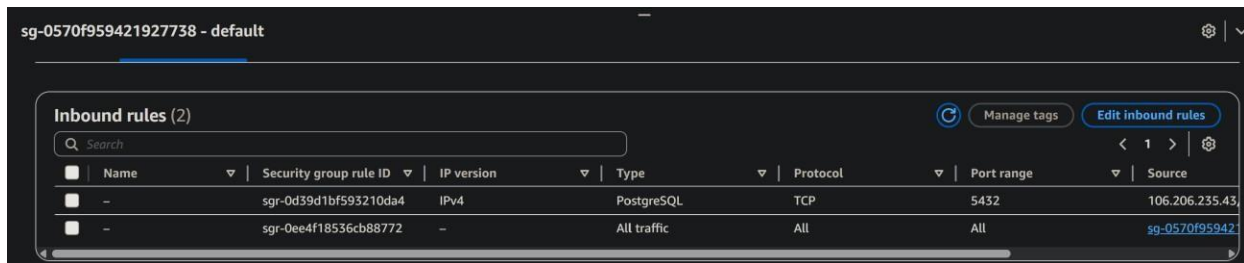 sg-0570f959421927738 - default
Inbound rules (2)
Manage tags
Edit inbound rules
Search
1
Name Security group rule ID IP version Type Protocol Port range Source
– sgr-0d39d1bf593210da4 IPv4 PostgreSQL TCP 5432 106.206.235.43,
– sgr-0ee4f18536cb88772 – All traffic All All sg-0570f95942